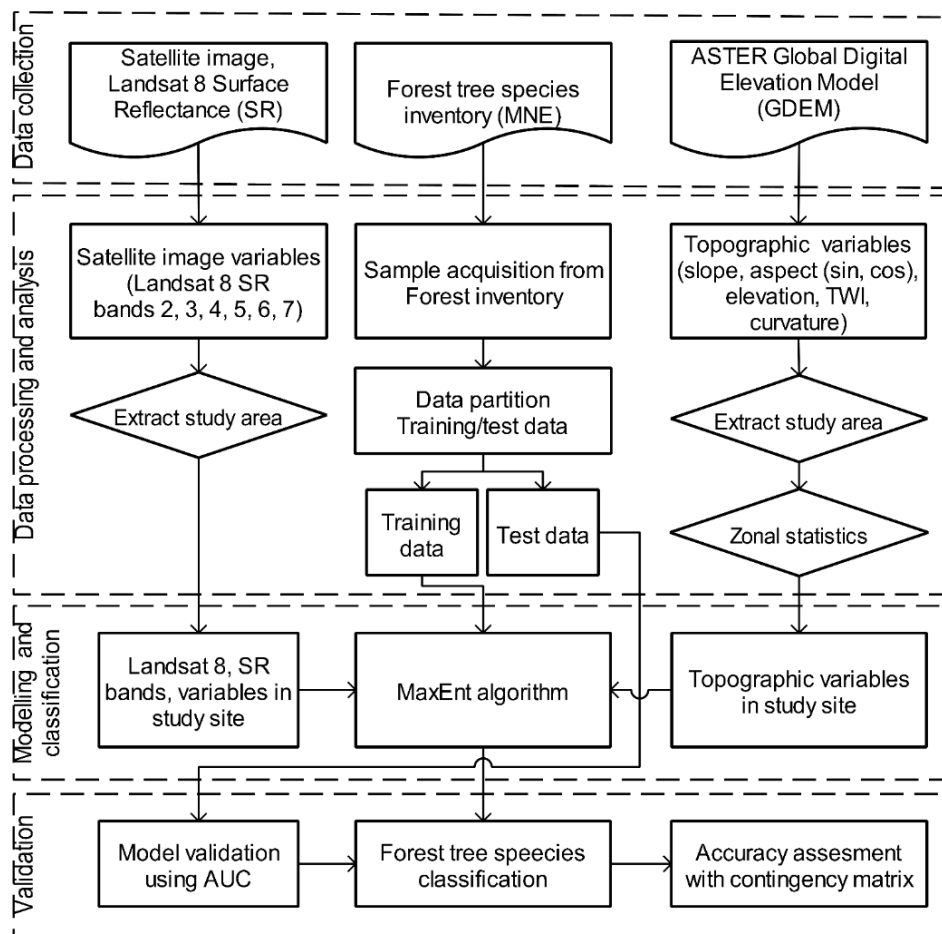 Data collection
Satellite image,
Landsat 8 Surface
Reflectance (SR)
Forest tree species
inventory (MNE)
ASTER Global Digital
Elevation Model
(GDEM)
Data processing and analysis
Satellite image variables
(Landsat 8 SR
bands 2, 3, 4, 5, 6, 7)
Sample acquisition from
Forest inventory
Topographic variables
(slope, aspect (sin, cos),
elevation, TWI,
curvature)
Extract study area
Data partition
Training/test data
Extract study area
Training
data
Test data
Zonal statistics
Modelling and
classification
Landsat 8, SR
bands, variables in
study site
MaxEnt algorithm
Topographic variables
in study site
Validation
Model validation
using AUC
Forest tree speecies
classification
Accuracy assesment
with contingency matrix